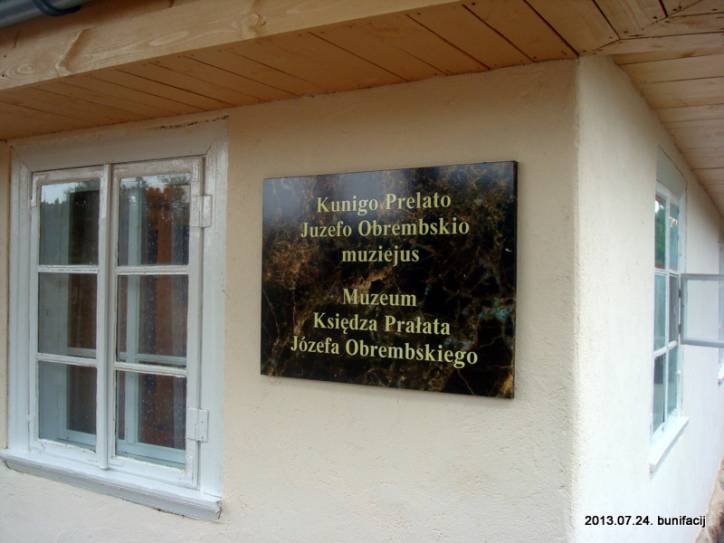 Kunigo Prelato
Juzefo Obrembskio
muziejus
Muzeum
Księdza Prałata
Józefa Obrembskiego
2013.07.24. bunifacij